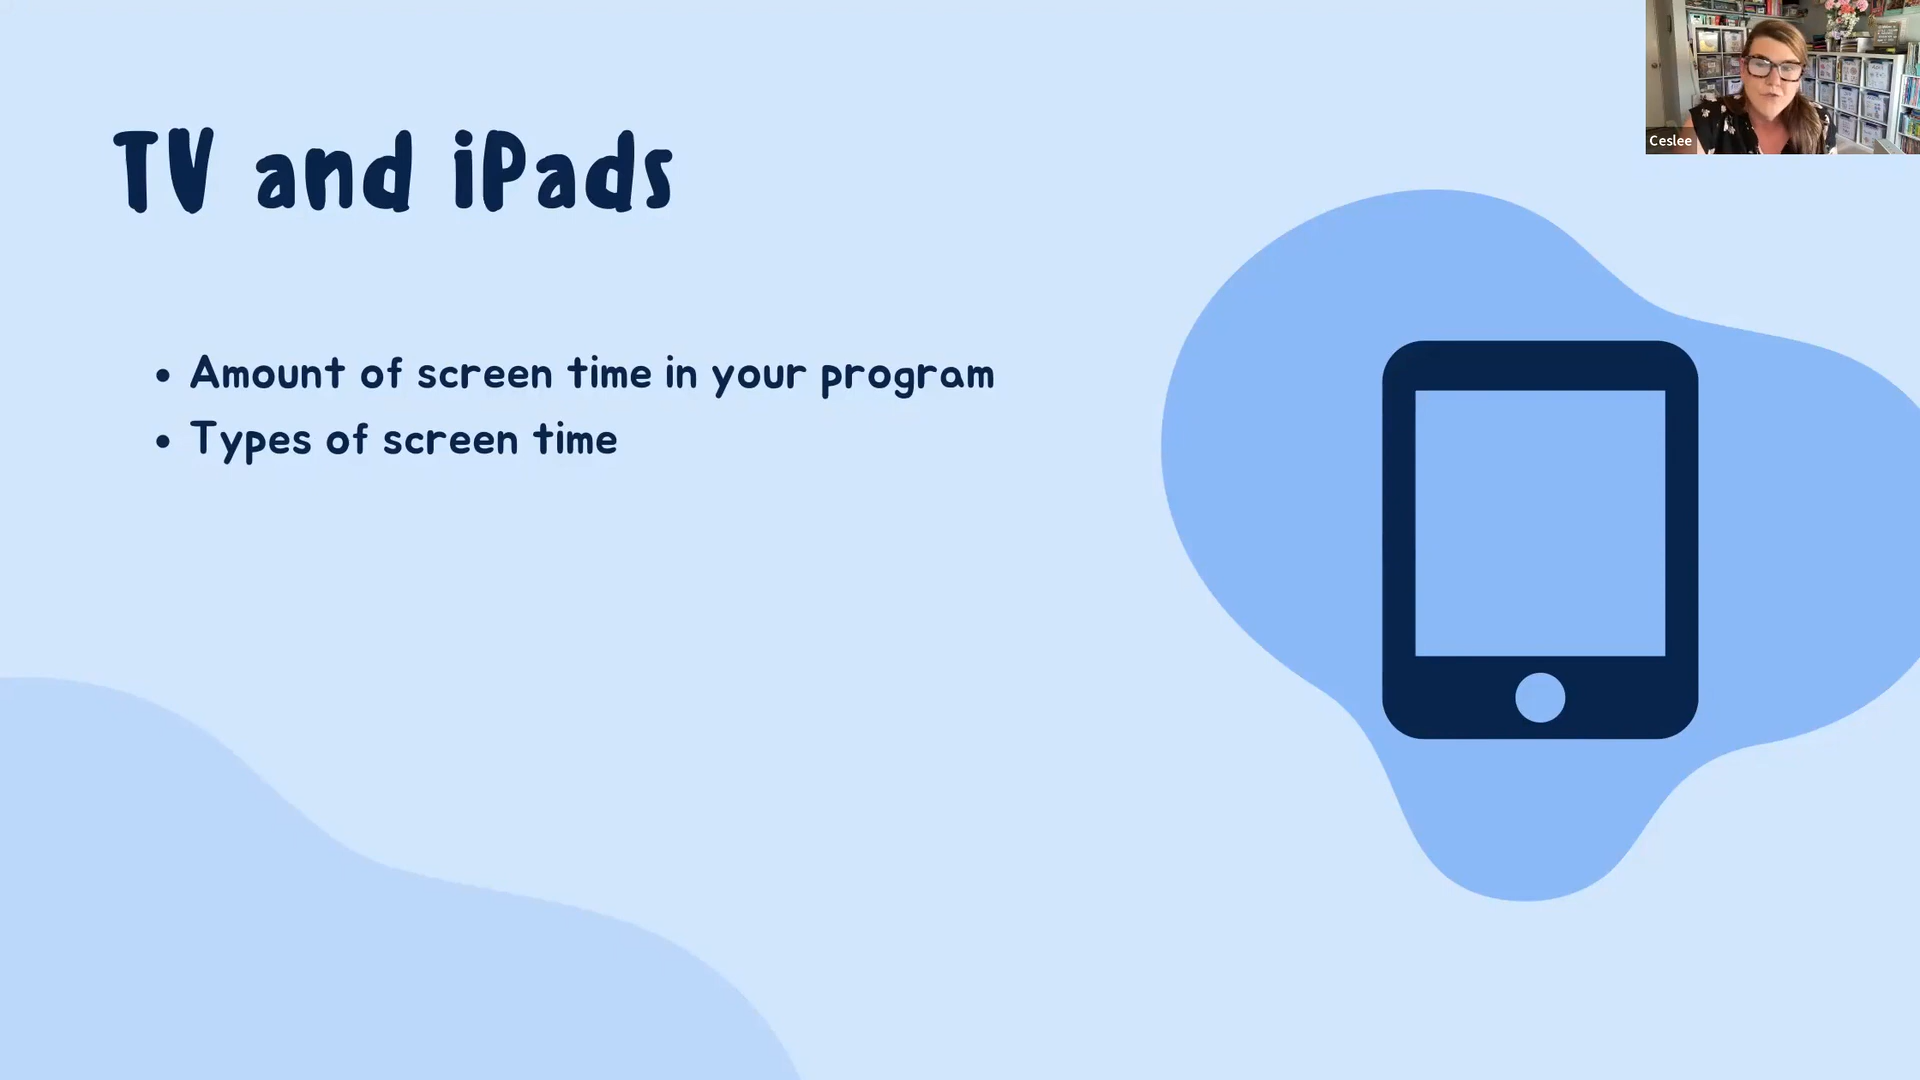 TV and iPads
Ceslee
• Amount of screen time in your program
• Types of screen time